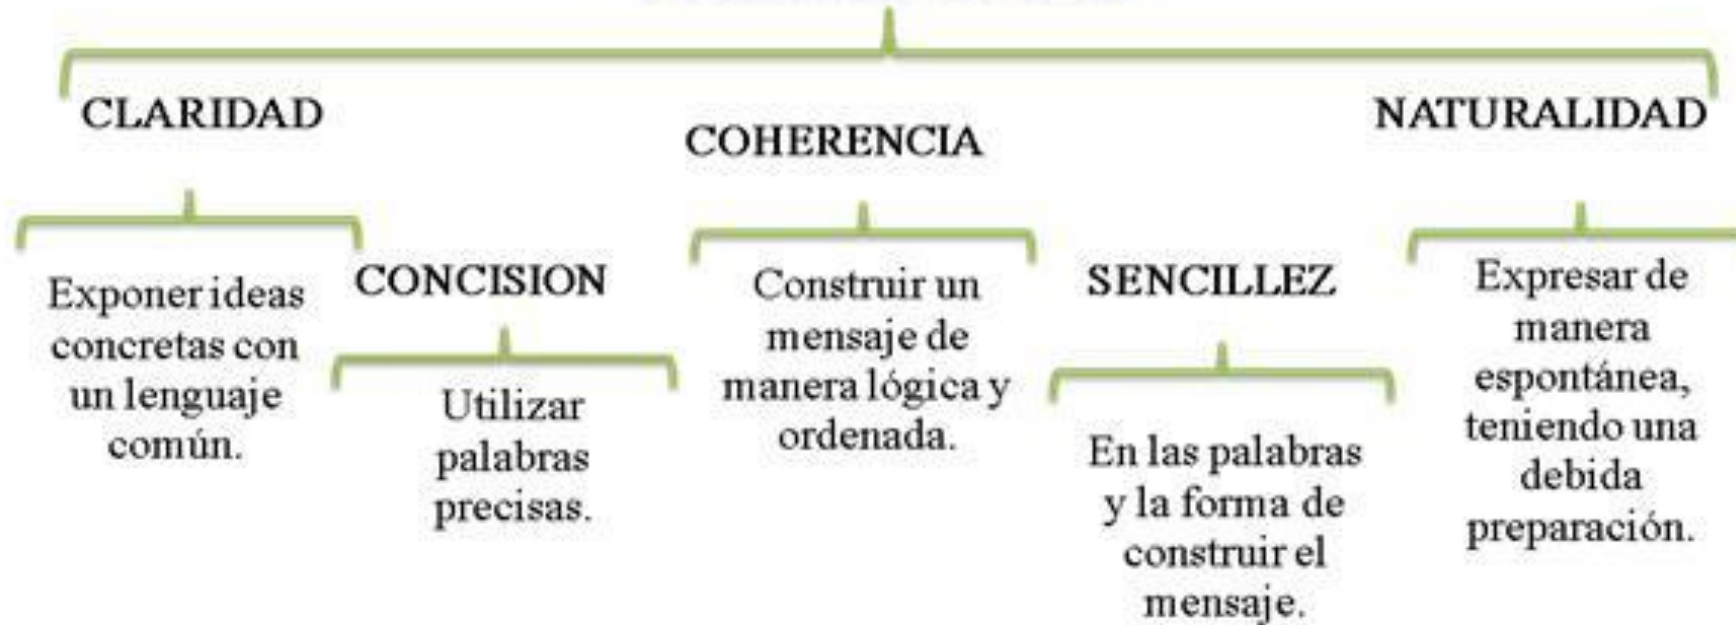 CLARIDAD
Exponer ideas
concretas con
un lenguaje
común.
CONCISION
Utilizar
palabras
precisas.
COHERENCIA
Construir un
mensaje de
manera lógica y
ordenada.
SENCILLEZ
En las palabras
y la forma de
construir el
mensaje.
NATURALIDAD
Expresar de
manera
espontánea,
teniendo una
debida
preparación.